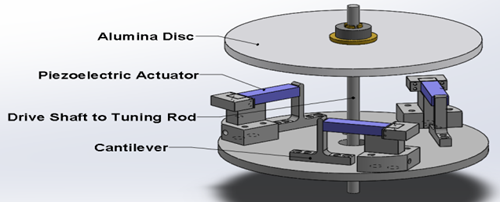 Alumina Disc
Piezoelectric Actuator
Drive Shaft to Tuning Rod
Cantilever